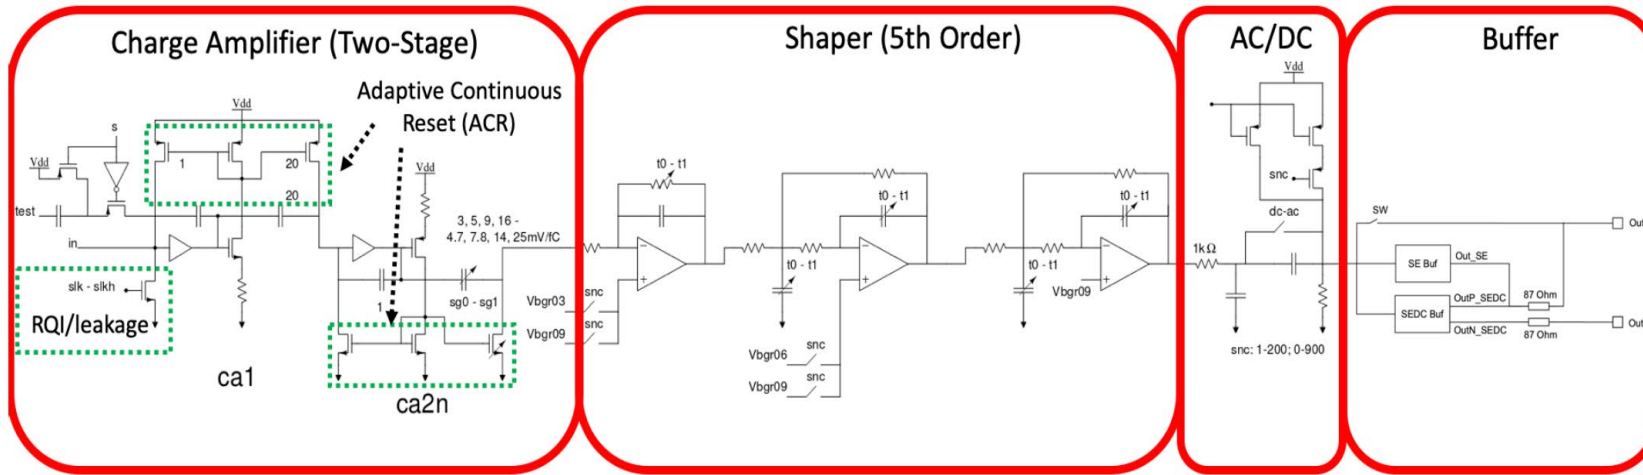 Charge Amplifier (Two-Stage)
Shaper (5th Order)
AC/DC
Buffer
Adaptive Continuous
Reset (ACR)
Vdd
s
1
20
Vdd
20
test
in
slk - slkh
RQI/leakage
ca1
Vdd
3, 5, 9, 16 -
4.7, 7.8, 14, 25mV/fC
1
sg0 - sg1
ca2n
t0 - t1
−
+
Vbgr03
snc
Vbgr09
snc
t0 - t1
t0 - t1
−
+
Vbgr06
snc
Vbgr09
snc
t0 - t1
t0 - t1
−
+
Vbgr09
Vdd
snc
dc-ac
1kΩ
snc: 1-200; 0-900
SW
Out
SE Buf
Out_SE
SEDC Buf
OutP_SEDC
OutN_SEDC
87 Ohm
87 Ohm
Out